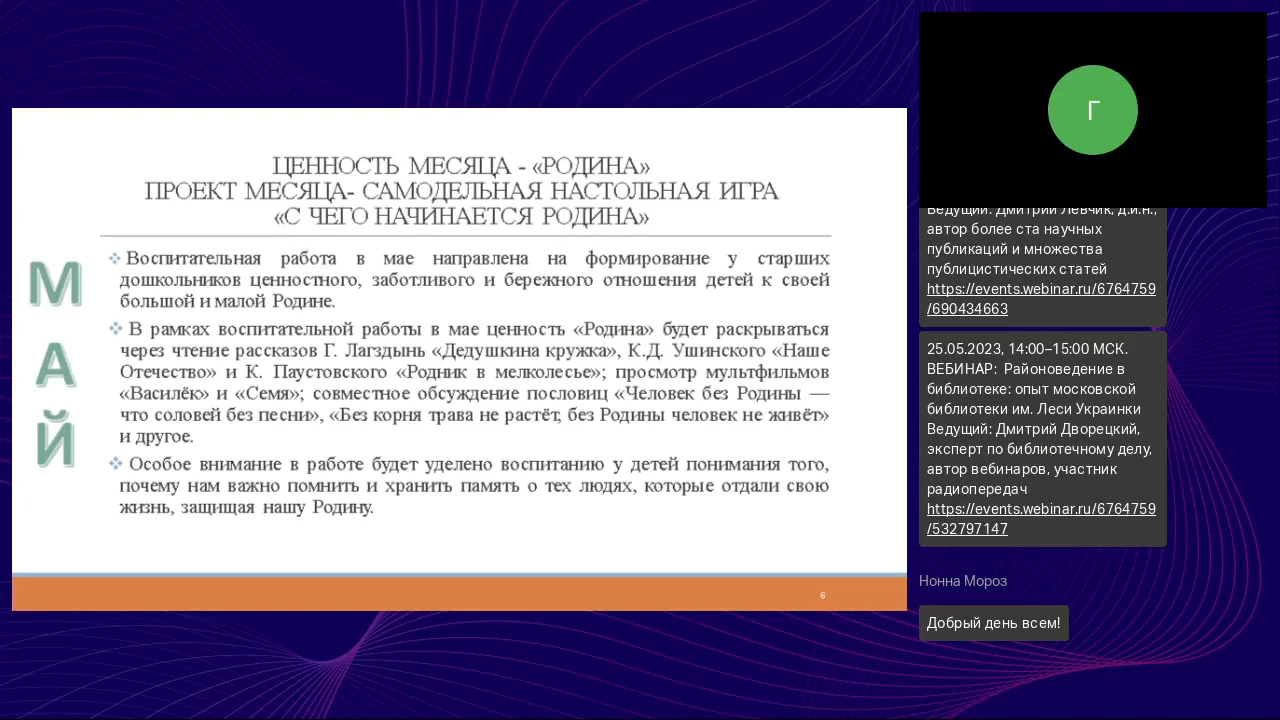 ЦЕННОСТЬ МЕСЯЦА - «РОДИНА»
ПРОЕКТ МЕСЯЦА- САМОДЕЛЬНАЯ НАСТОЛЬНАЯ ИГРА
«С ЧЕГО НАЧИНАЕТСЯ РОДИНА»
М
А
Й
Воспитательная работа в мае направлена на формирование у старших
дошкольников ценностного, заботливого и бережного отношения детей к своей
большой и малой Родине.
В рамках воспитательной работы в мае ценность «Родина» будет раскрываться
через чтение рассказов Г. Лагздынь «Дедушкина кружка», К.Д. Ушинского «Наше
Отечество» и К. Паустовского «Родник в мелколесье»; просмотр мультфильмов
«Василёк» и «Семя»; совместное обсуждение пословиц «Человек без Родины —
что соловей без песни», «Без корня трава не растёт, без Родины человек не живёт»
и другое.
Особое внимание в работе будет уделено воспитанию у детей понимания того,
почему нам важно помнить и хранить память о тех людях, которые отдали свою
жизнь, защищая нашу Родину.
6
Г
Ведущий: Дмитрий Левчик, д.и.н.,
автор более ста научных
публикаций и множества
публицистических статей
https://events.webinar.ru/6764759
/690434663
25.05.2023, 14:00–15:00 МСК.
ВЕБИНАР: Районоведение в
библиотеке: опыт московской
библиотеки им. Леси Украинки
Ведущий: Дмитрий Дворецкий,
эксперт по библиотечному делу,
автор вебинаров, участник
радиопередач
https://events.webinar.ru/6764759
/532797147
Нонна Мороз
Добрый день всем!